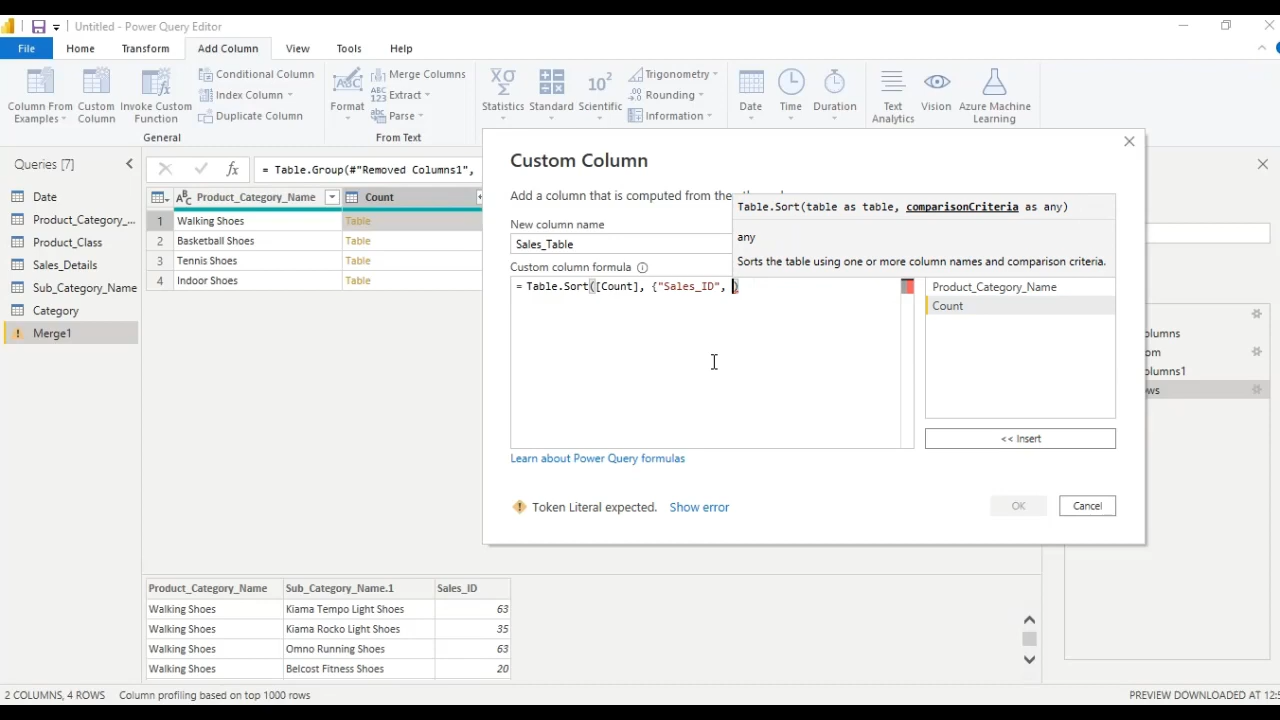 Untitled - Power Query Editor
File Home Transform Add Column View Tools Help
Column From Examples
Custom Column
Invoke Custom Function
Conditional Column
Index Column
Duplicate Column
General
Format
Merge Columns
ABC 123 Extract
Parse
From Text
Statistics
Standard
10² Scientific
Trigonometry
Rounding
Information
Date
Time
Duration
Text Analytics
Vision
Azure Machine Learning
Queries [7]
Date
Product_Category_...
Product_Class
Sales_Details
Sub_Category_Name
Category
Merge1
fx = Table.Group(#"Removed Columns1",
Product_Category_Name Count
1 Walking Shoes Table
2 Basketball Shoes Table
3 Tennis Shoes Table
4 Indoor Shoes Table
Custom Column
Add a column that is computed from the
New column name
Sales_Table
Custom column formula
= Table.Sort([Count], {"Sales_ID", )
Table.Sort(table as table, comparisonCriteria as any)
any
Sorts the table using one or more column names and comparison criteria.
Product_Category_Name
Count
<< Insert
Learn about Power Query formulas
Token Literal expected. Show error
OK Cancel
olumns
om
olumns1
ws
Product_Category_Name Sub_Category_Name.1 Sales_ID
Walking Shoes Kiama Tempo Light Shoes 63
Walking Shoes Kiama Rocko Light Shoes 35
Walking Shoes Omno Running Shoes 63
Walking Shoes Belcost Fitness Shoes 20
2 COLUMNS, 4 ROWS Column profiling based on top 1000 rows
PREVIEW DOWNLOADED AT 12:5